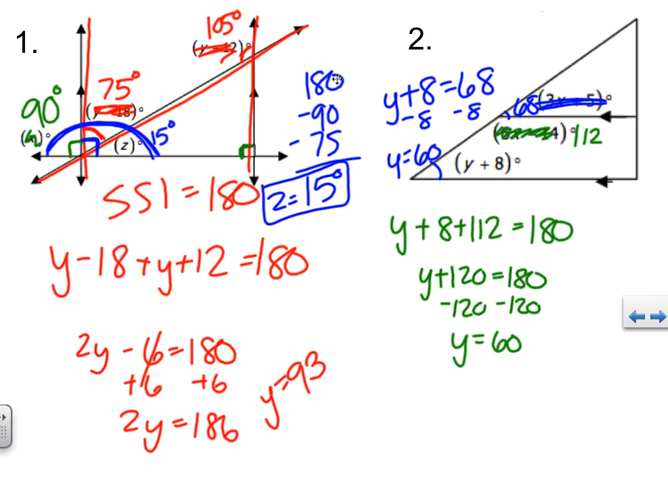 1.
105°
75°
90°
(z)°
15°
180
-90
-75
z=15°
SSI=180
y-18+y+12=180
2y-6=180
+6 +6
2y=186
y=93
2.
y+8=68
-8 -8
y=60
68
112
(y + 8)°
y+8+112=180
y+120=180
-120 -120
y=60